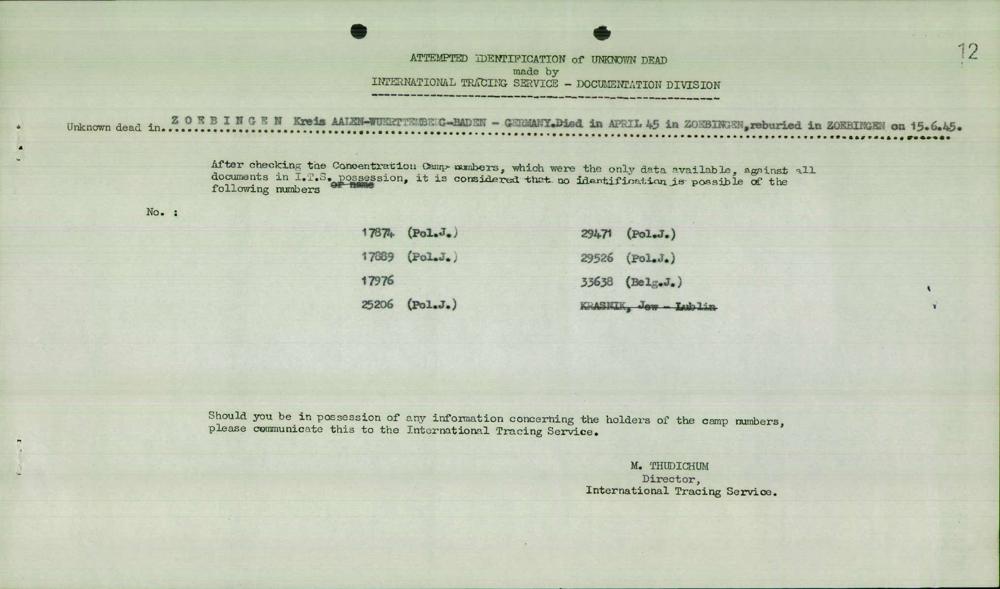 12
ATTEMPTED IDENTIFICATION of UNKNOWN DEAD
made by
INTERNATIONAL TRACING SERVICE - DOCUMENTATION DIVISION
Unknown dead in.. Z O E B I N G E N Kreis AALEN-WUERTTEMBERG-BADEN - GERMANY.Died in APRIL 45 in ZOEBINGEN,reburied in ZOEBINGEN on 15.6.45.
After checking the Concentration Camp numbers, which were the only data available, against all
documents in I.T.S. possession, it is considered that no identification is possible of the
following numbers or name
No. :
17874 (Pol.J.) 29471 (Pol.J.)
17889 (Pol.J.) 29526 (Pol.J.)
17976 33638 (Belg.J.)
25206 (Pol.J.) KRASNIK, Jew - Lublin
Should you be in possession of any information concerning the holders of the camp numbers,
please communicate this to the International Tracing Service.
M. THUDICHUM
Director,
International Tracing Service.